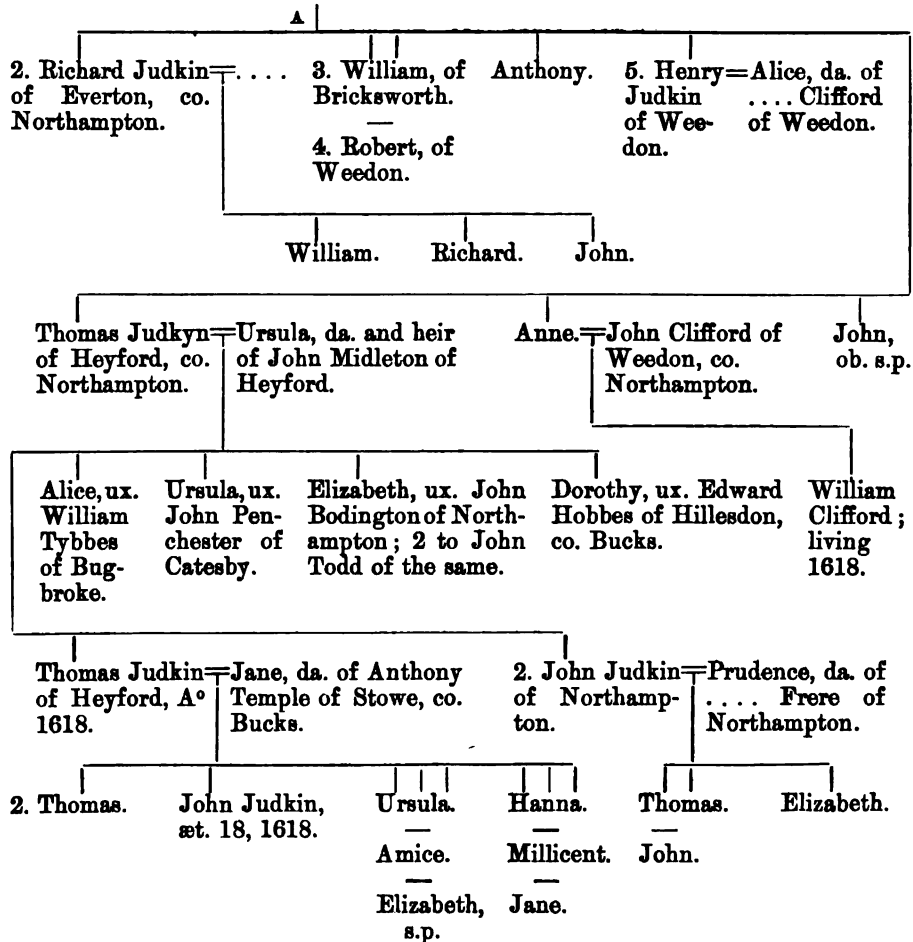 A
2. Richard Judkin=. . . .
of Everton, co.
Northampton.
3. William, of
Bricksworth.
—
4. Robert, of
Weedon.
Anthony.
5. Henry=Alice, da. of
Judkin .... Clifford
of Wee- of Weedon.
don.
William. Richard. John.
Thomas Judkyn=Ursula, da. and heir
of Heyford, co. of John Midleton of
Northampton. Heyford.
Anne.=John Clifford of
Weedon, co.
Northampton.
John,
ob. s.p.
Alice, ux.
William
Tybbes
of Bug-
broke.
Ursula, ux.
John Pen-
chester of
Catesby.
Elizabeth, ux. John
Bodington of North-
ampton; 2 to John
Todd of the same.
Dorothy, ux. Edward
Hobbes of Hillesdon,
co. Bucks.
William
Clifford;
living
1618.
Thomas Judkin=Jane, da. of Anthony
of Heyford, Aº Temple of Stowe, co.
1618. Bucks.
2. John Judkin=Prudence, da. of
of Northamp- .... Frere of
ton. Northampton.
2. Thomas.
John Judkin,
æt. 18, 1618.
Ursula.
—
Amice.
—
Elizabeth,
s.p.
Hanna.
—
Millicent.
—
Jane.
Thomas.
—
John.
Elizabeth.